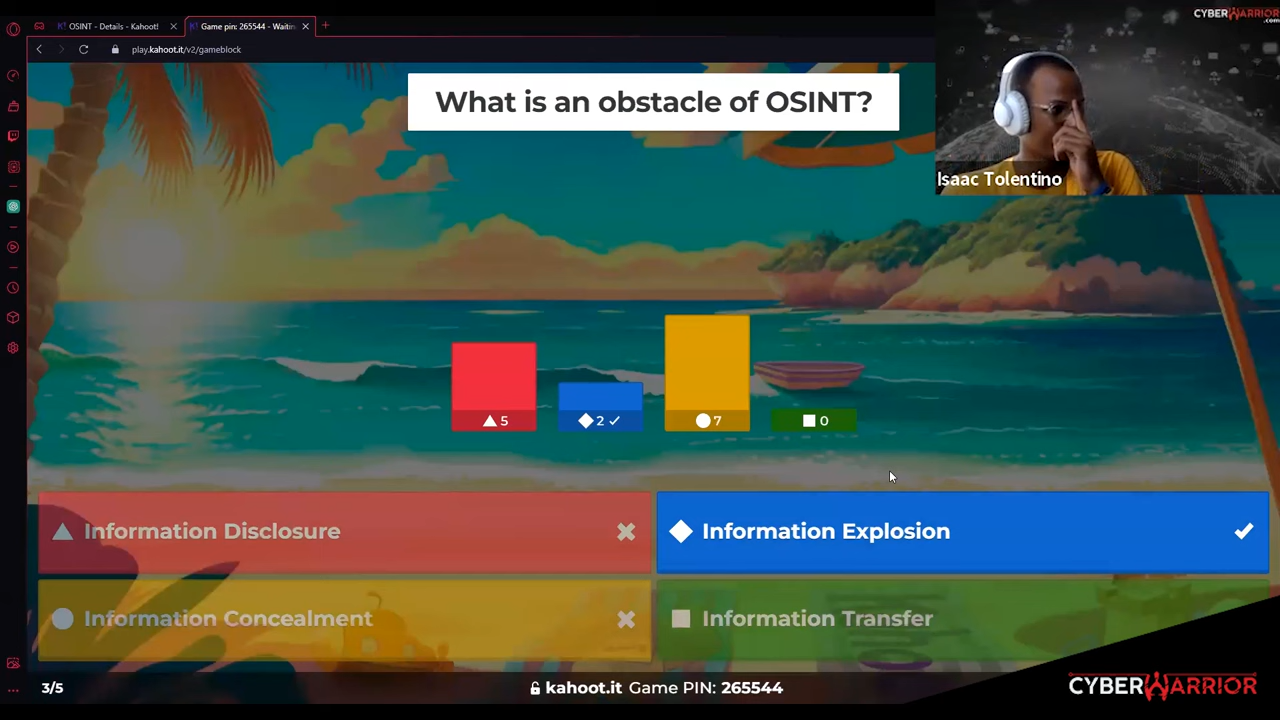 OSINT - Details - Kahoot!
Game pin: 265544 - Waitin
play.kahoot.it/v2/gameblock
CYBERWARRIOR
.com
What is an obstacle of OSINT?
Isaac Tolentino
5
2
7
0
Information Disclosure
Information Explosion
Information Concealment
Information Transfer
3/5
kahoot.it Game PIN: 265544
CYBERWARRIOR